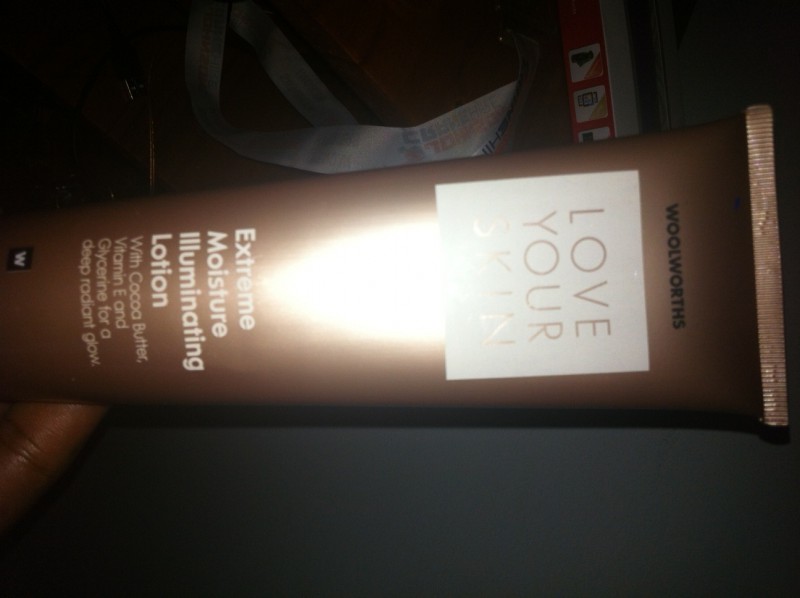 WOOLWORTHS
LOVE
YOUR
SKIN
Extreme
Moisture
Illuminating
Lotion
With Cocoa Butter,
Vitamin E and
Glycerine for a
deep radiant glow.
W